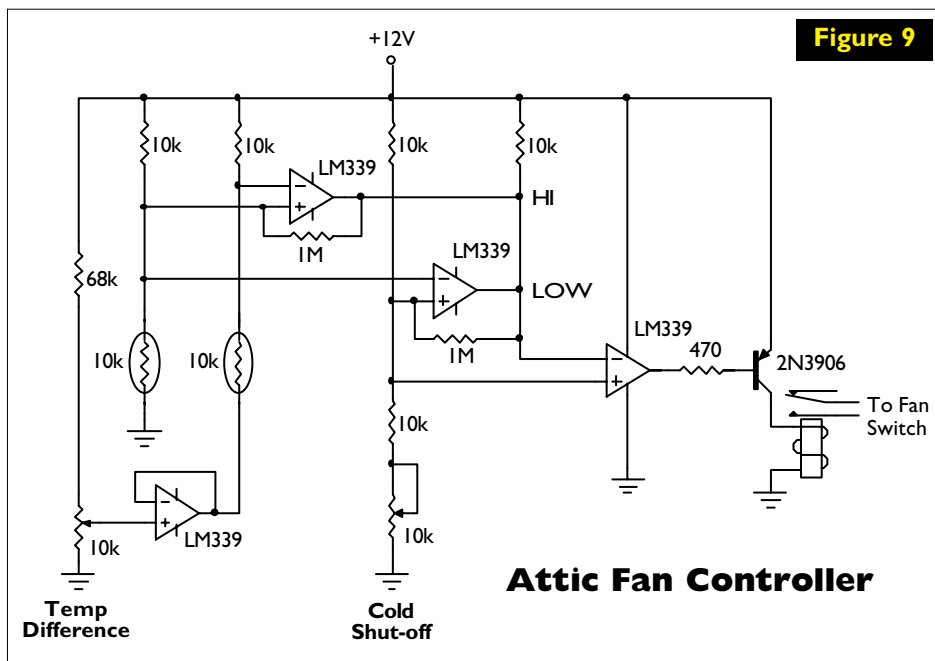 Figure 9
+12V
10k
10k
10k
10k
LM339
HI
1M
LM339
68k
LOW
LM339
1M
470
10k
10k
2N3906
To Fan
Switch
10k
LM339
10k
10k
Attic Fan Controller
Temp
Difference
Cold
Shut-off